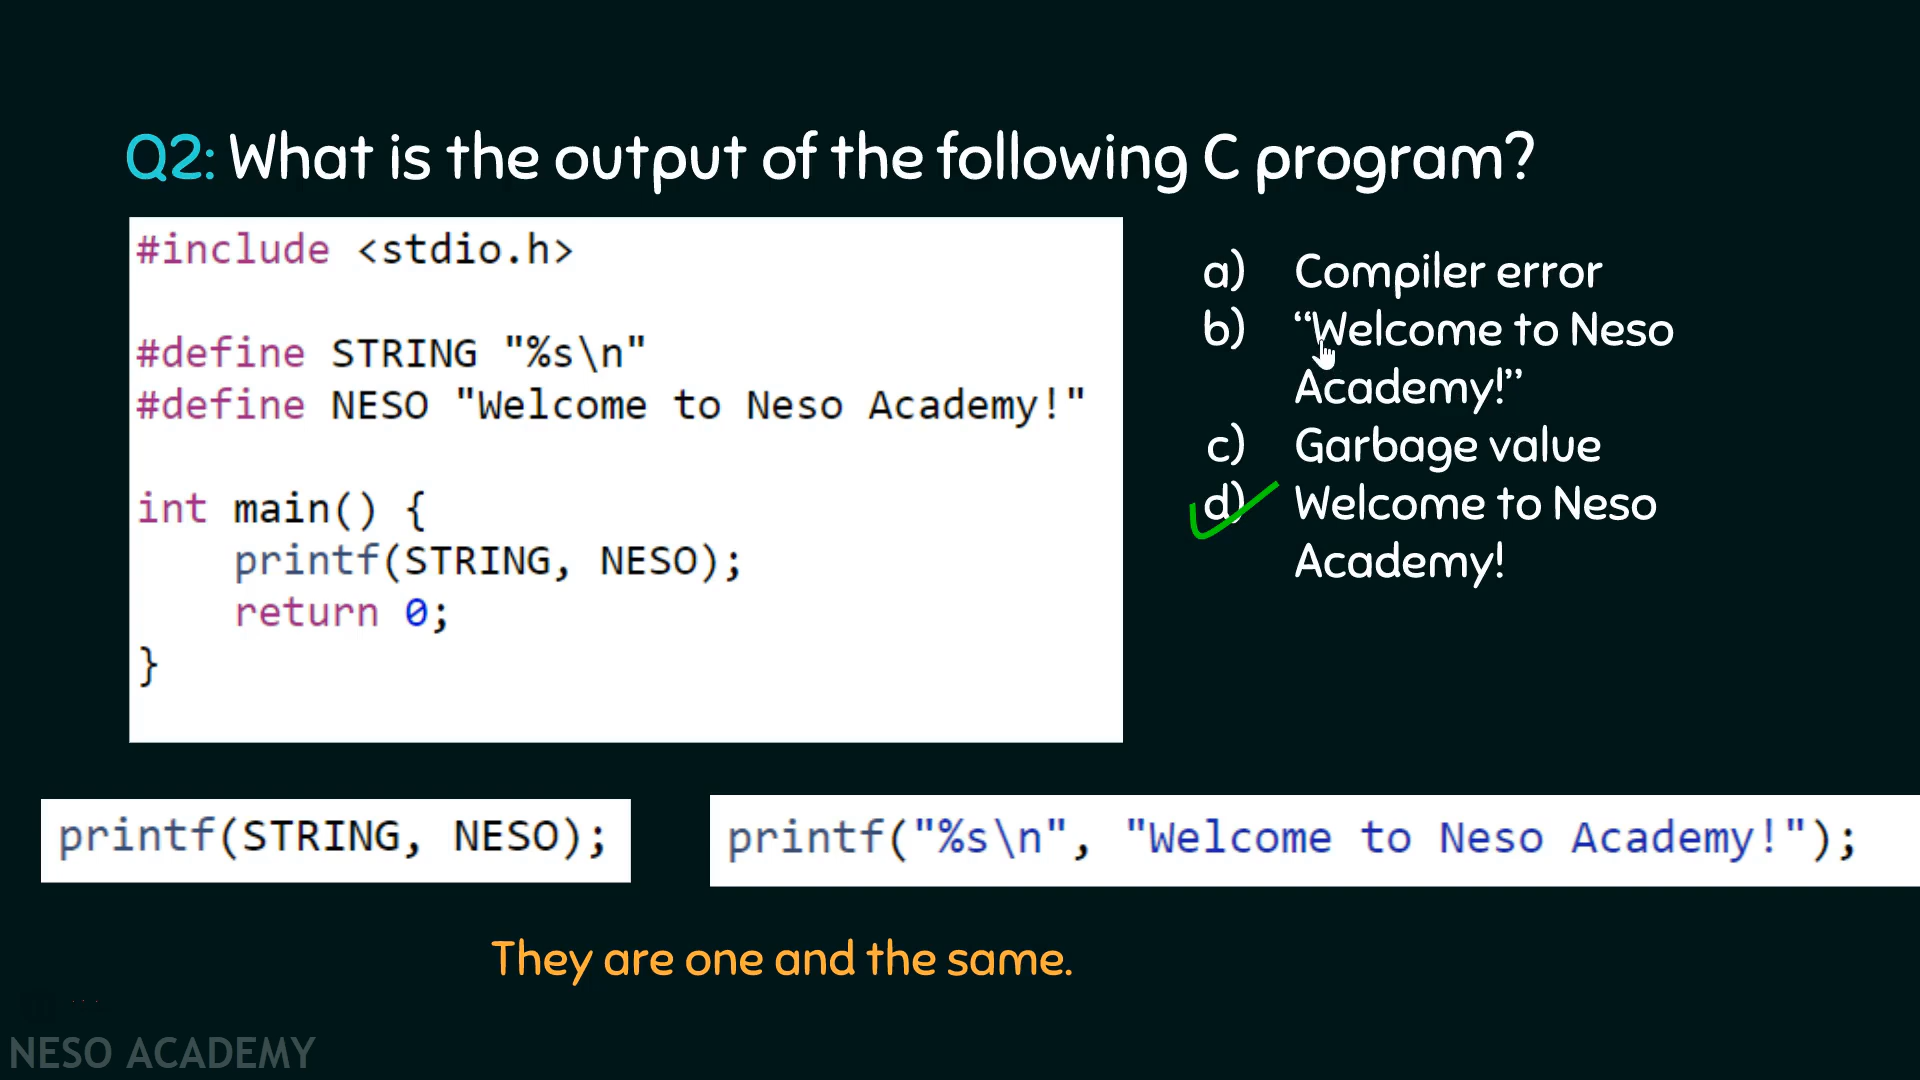 Q2: What is the output of the following C program?
#include <stdio.h>
#define STRING "%s\n"
#define NESO "Welcome to Neso Academy!"
int main() {
    printf(STRING, NESO);
    return 0;
}
a) Compiler error
b) “Welcome to Neso
Academy!”
c) Garbage value
d) Welcome to Neso
Academy!
printf(STRING, NESO);
printf("%s\n", "Welcome to Neso Academy!");
They are one and the same.
NESO ACADEMY